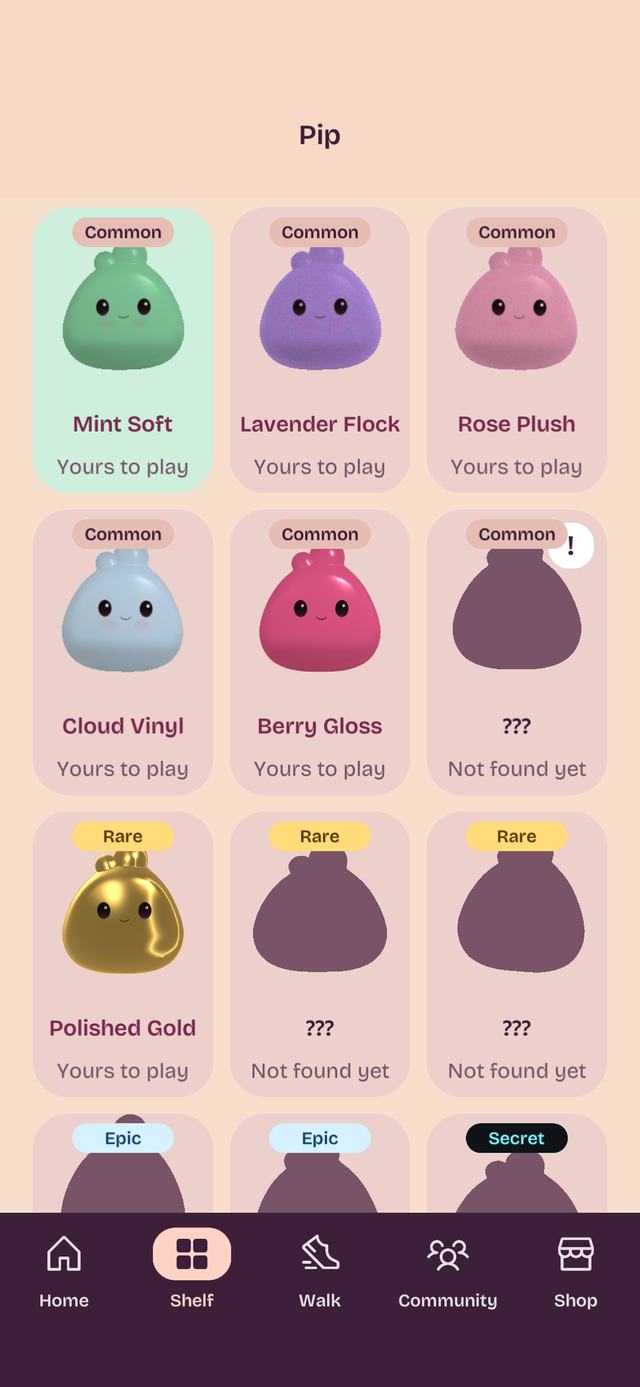 Pip
Common
Common
Common
Mint Soft
Lavender Flock
Rose Plush
Yours to play
Yours to play
Yours to play
Common
Common
Common
!
Cloud Vinyl
Berry Gloss
???
Yours to play
Yours to play
Not found yet
Rare
Rare
Rare
Polished Gold
???
???
Yours to play
Not found yet
Not found yet
Epic
Epic
Secret
Home
Shelf
Walk
Community
Shop